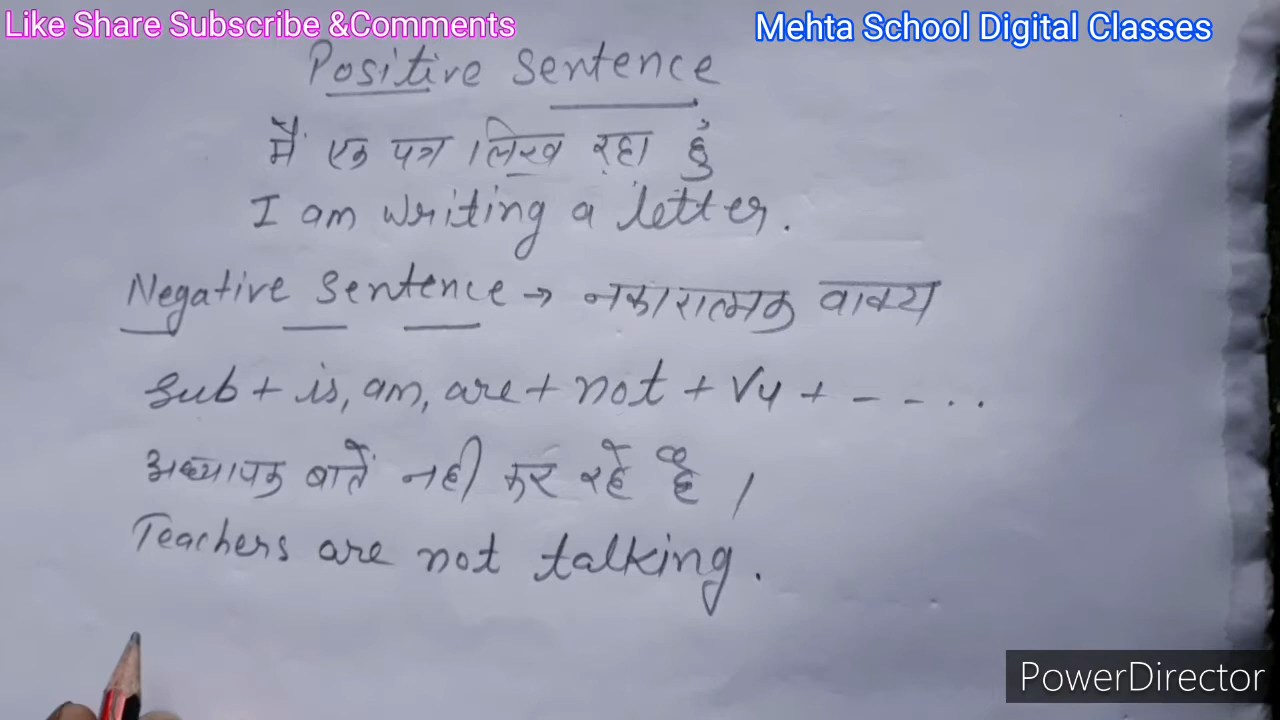 Like Share Subscribe &Comments
Mehta School Digital Classes
Positive Sentence
मैं एक पत्र लिख रहा हुँ
I am writing a letter.
Negative Sentence → नकारात्मक वाक्य
Sub + is, am, are + not + V4 + - - . . .
अध्यापक बातें नही कर रहे है ।
Teachers are not talking.
PowerDirector